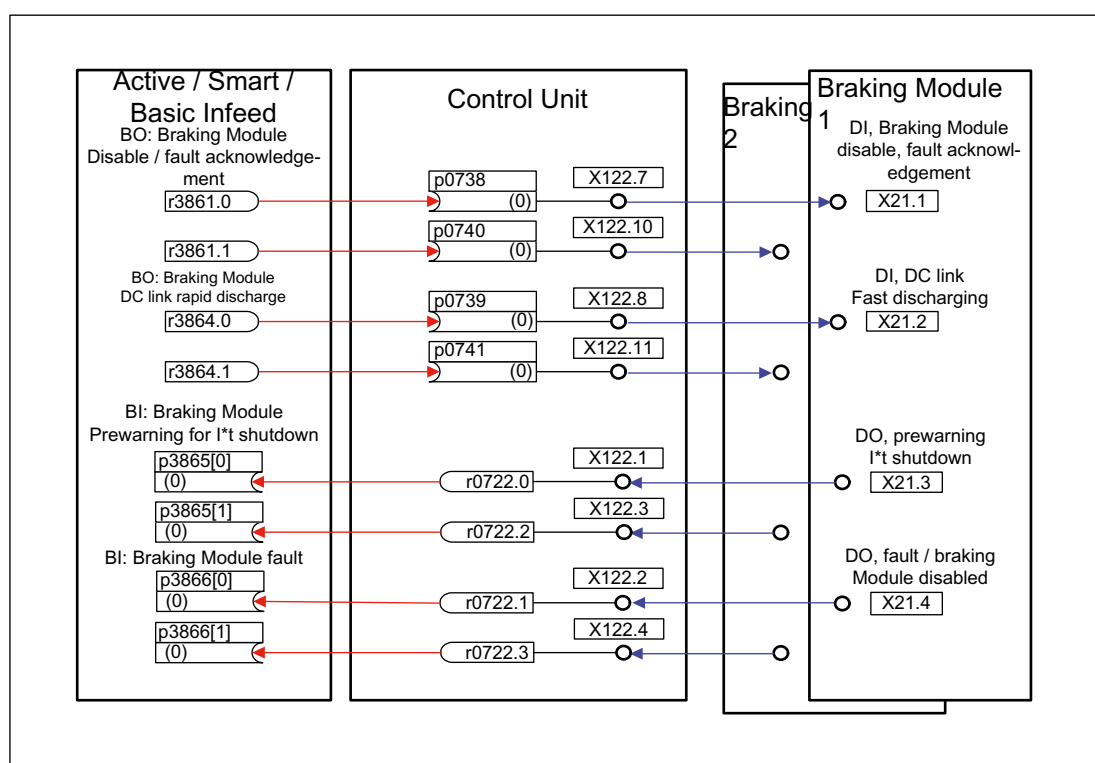 Active / Smart /
Basic Infeed
BO: Braking Module
Disable / fault acknowledge-
ment
r3861.0
r3861.1
BO: Braking Module
DC link rapid discharge
r3864.0
r3864.1
BI: Braking Module
Prewarning for I*t shutdown
p3865[0]
(0)
p3865[1]
(0)
BI: Braking Module fault
p3866[0]
(0)
p3866[1]
(0)
Control Unit
p0738
(0)
X122.7
p0740
(0)
X122.10
p0739
(0)
X122.8
p0741
(0)
X122.11
r0722.0
X122.1
r0722.2
X122.3
r0722.1
X122.2
r0722.3
X122.4
Braking
2
Braking Module
1
DI, Braking Module
disable, fault acknowl-
edgement
X21.1
DI, DC link
Fast discharging
X21.2
DO, prewarning
I*t shutdown
X21.3
DO, fault / braking
Module disabled
X21.4